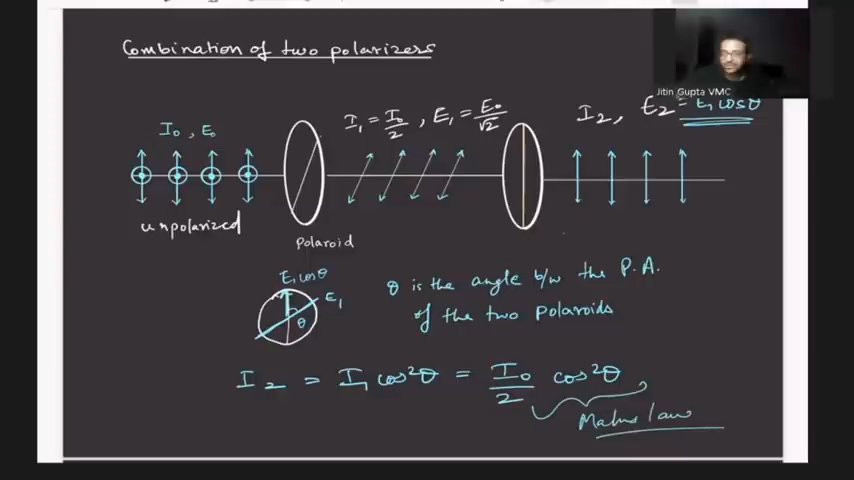 Combination of two polarizers
Jitin Gupta VMC
I₀, E₀
I₁ = I₀/2, E₁ = E₀/√2
I₂, E₂ = E₁ cosθ
unpolarized
Polaroid
E₁cosθ
E₁
θ
θ is the angle b/w the P.A.
of the two polaroids
I₂ = I₁ cos²θ = I₀/2 cos²θ
Malus law